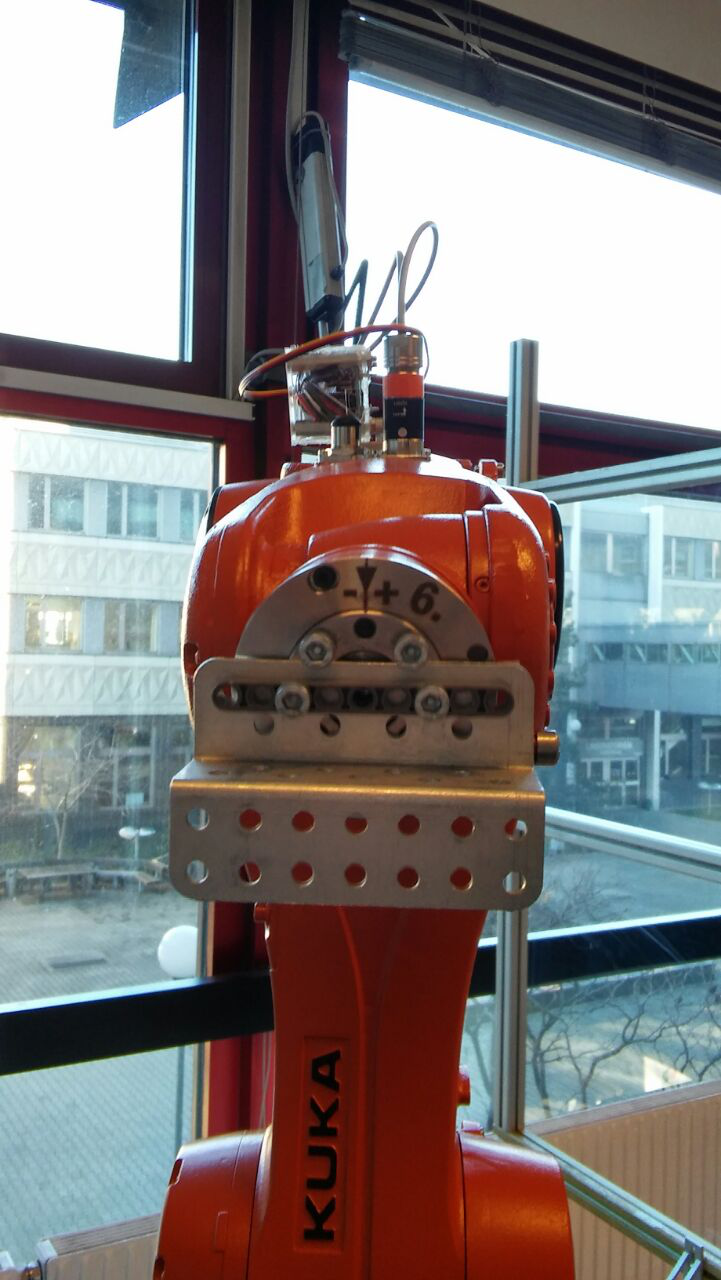 - + 6.
KUKA